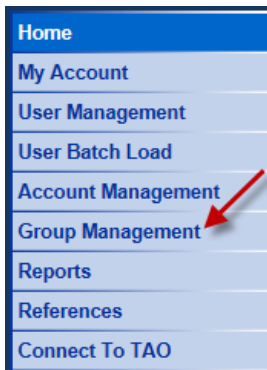 Home
My Account
User Management
User Batch Load
Account Management
Group Management
Reports
References
Connect To TAO